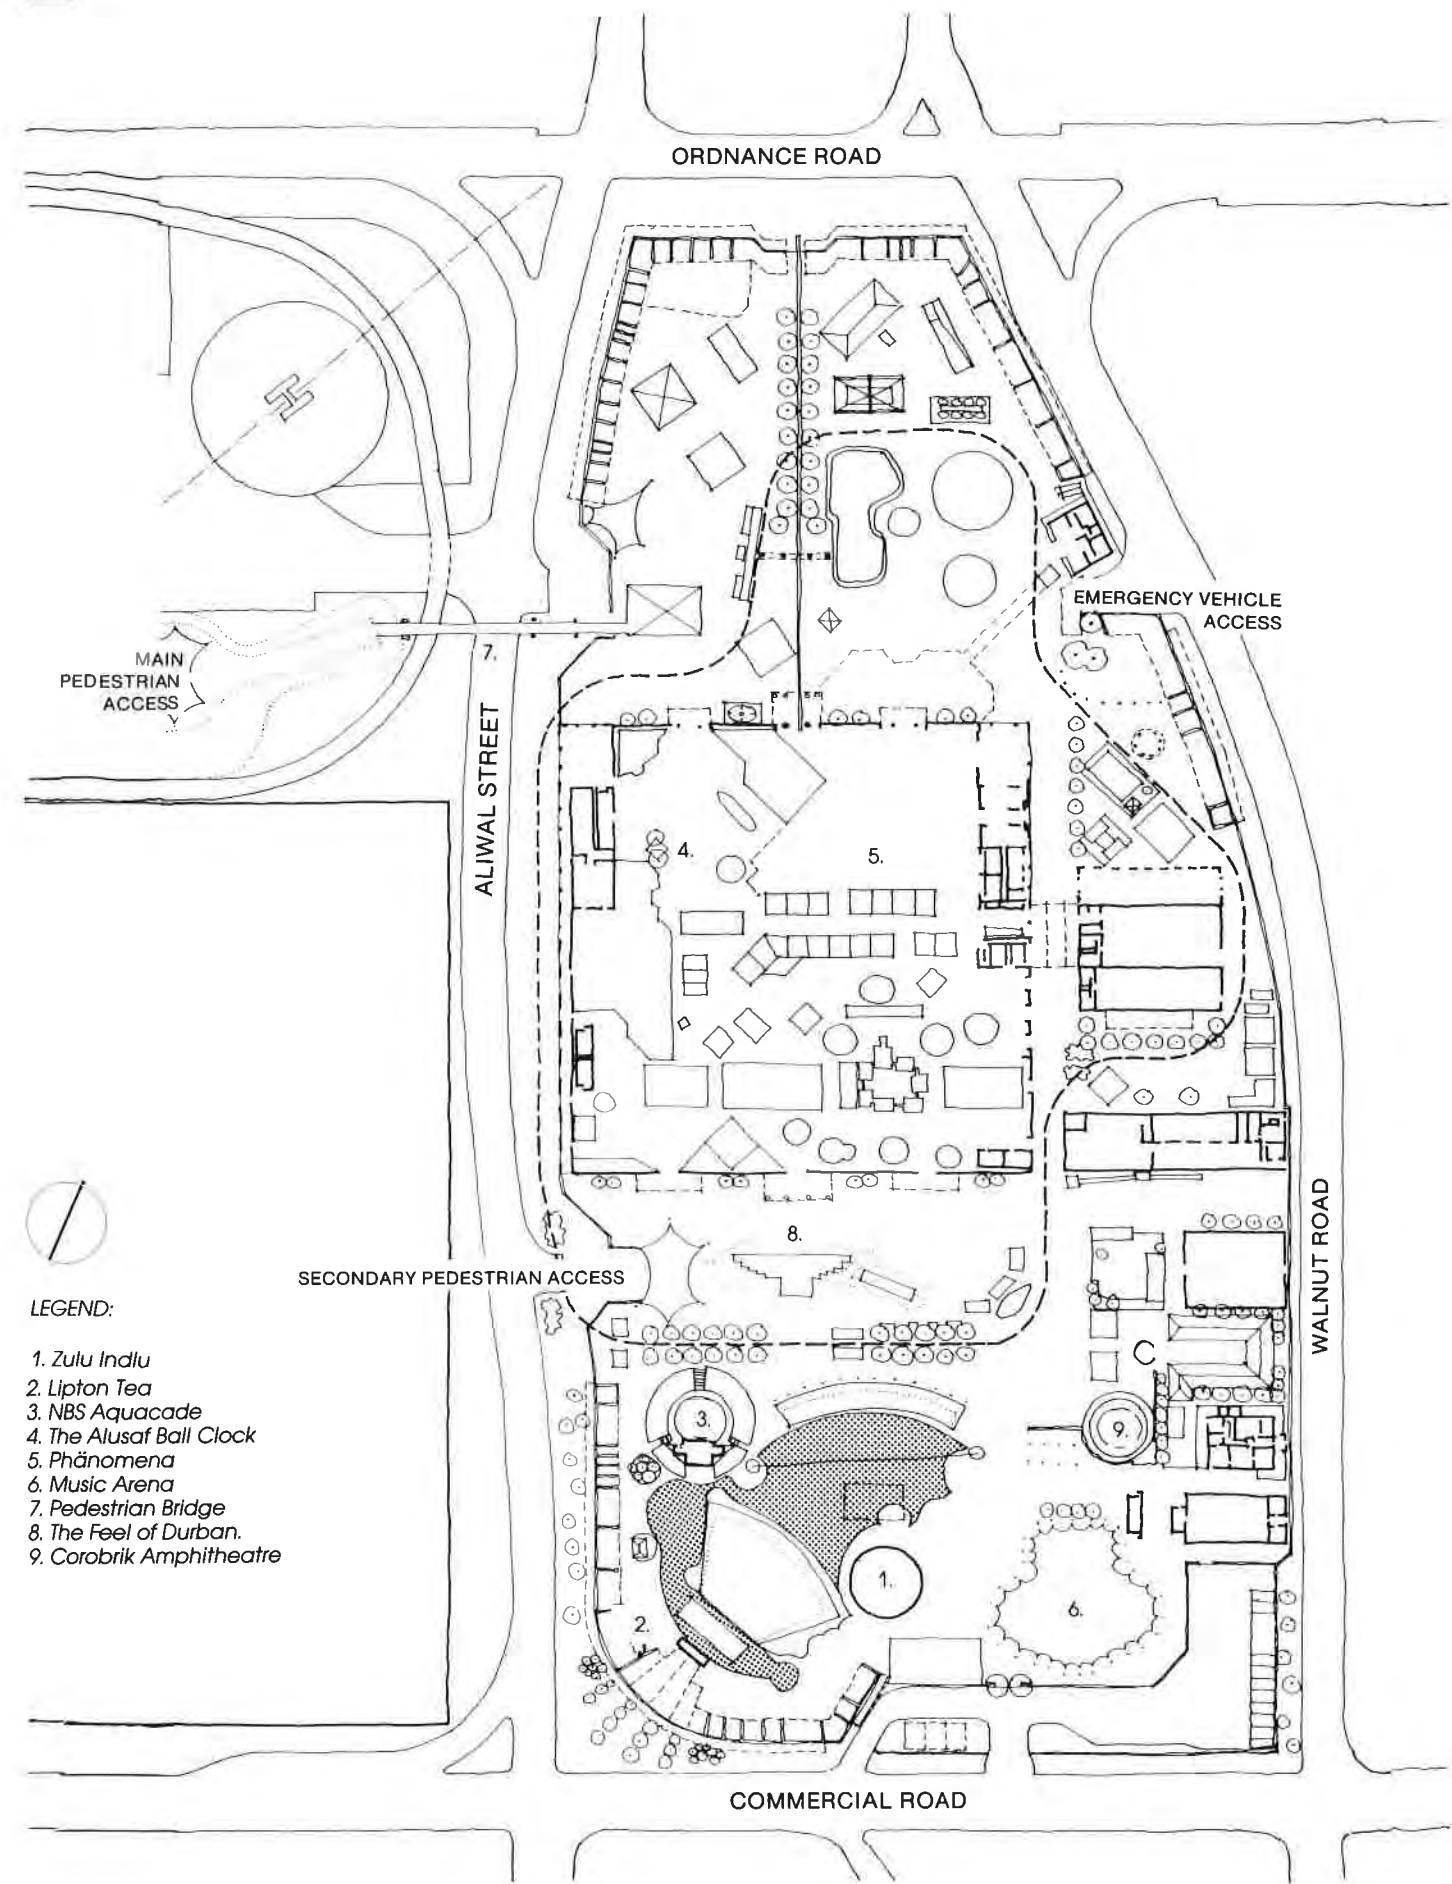 ORDNANCE ROAD
H
EMERGENCY VEHICLE
ACCESS
MAIN
PEDESTRIAN
ACCESS
7.
ALIWAL STREET
4.
5.
8.
SECONDARY PEDESTRIAN ACCESS
WALNUT ROAD
LEGEND:
1. Zulu Indlu
2. Lipton Tea
3. NBS Aquacade
4. The Alusaf Ball Clock
5. Phänomena
6. Music Arena
7. Pedestrian Bridge
8. The Feel of Durban.
9. Corobrik Amphitheatre
C
3.
9.
1.
6.
2.
COMMERCIAL ROAD